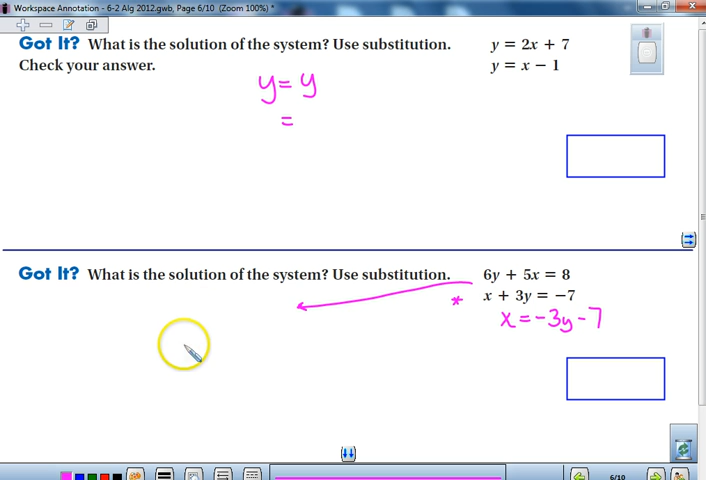 Workspace Annotation - 6-2 Alg 2012.gwb, Page 6/10 (Zoom 100%) *
Got It? What is the solution of the system? Use substitution.
Check your answer.
y = 2x + 7
y = x − 1
y = y
=
Got It? What is the solution of the system? Use substitution.
6y + 5x = 8
* x + 3y = −7
x = -3y - 7
6/10